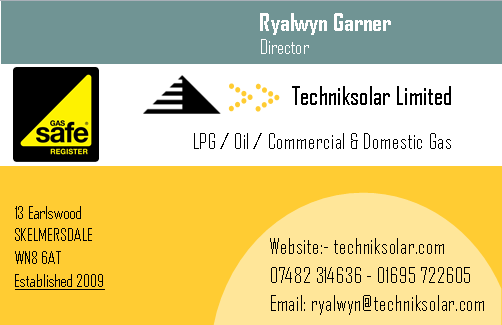 Ryalwyn Garner
Director
GAS
safe
REGISTER
Techniksolar Limited
LPG / Oil / Commercial & Domestic Gas
13 Earlswood
SKELMERSDALE
WN8 6AT
Established 2009
Website:- techniksolar.com
07482 314636 - 01695 722605
Email: ryalwyn@techniksolar.com